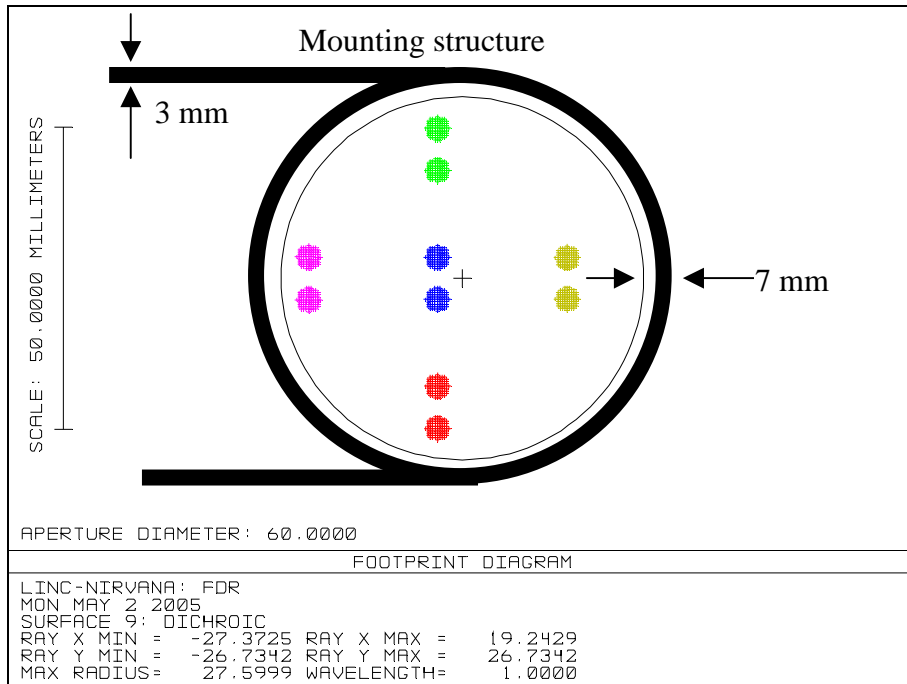 Mounting structure
3 mm
SCALE: 50.0000 MILLIMETERS
7 mm
APERTURE DIAMETER: 60.0000
FOOTPRINT DIAGRAM
LINC-NIRVANA: FDR
MON MAY 2 2005
SURFACE 9: DICHROIC
RAY X MIN = -27.3725 RAY X MAX = 19.2429
RAY Y MIN = -26.7342 RAY Y MAX = 26.7342
MAX RADIUS= 27.5999 WAVELENGTH= 1.0000